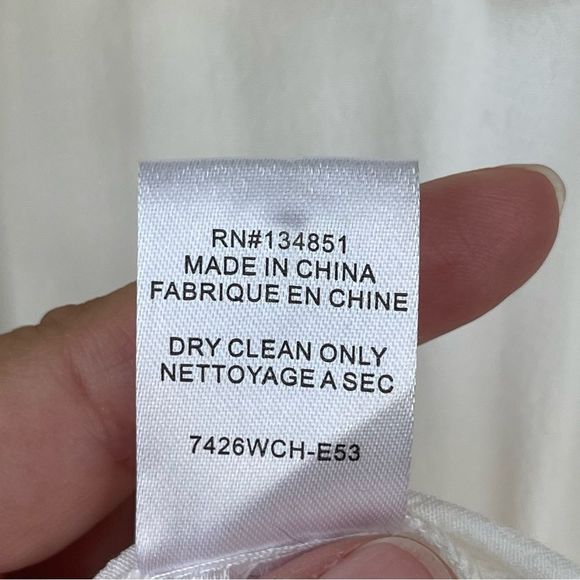 RN#134851
MADE IN CHINA
FABRIQUE EN CHINE
DRY CLEAN ONLY
NETTOYAGE A SEC
7426WCH-E53